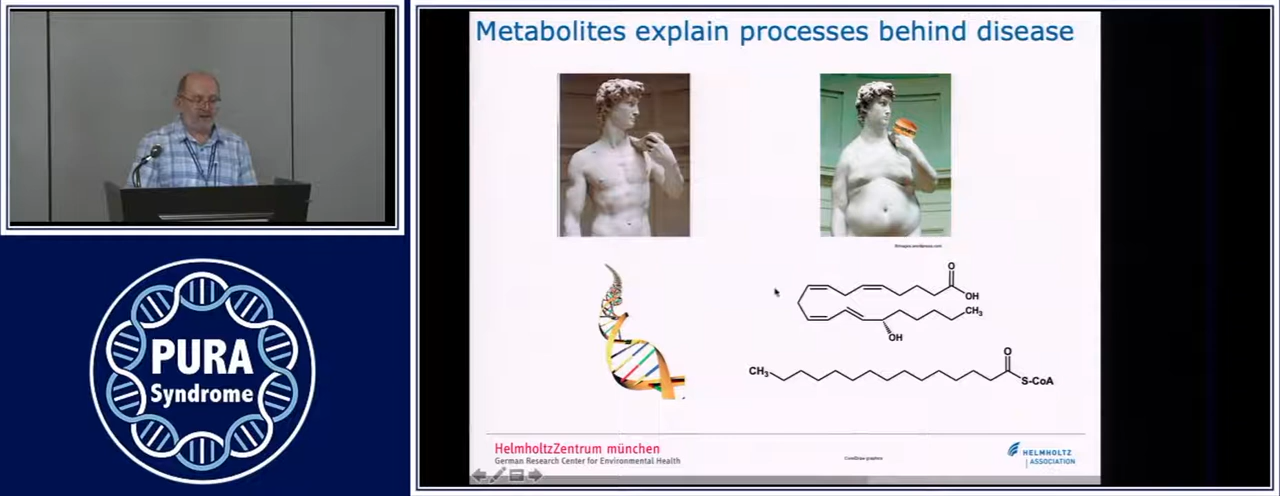 Metabolites explain processes behind disease
O
OH
CH3
OH
O
CH3
S-CoA
HelmholtzZentrum münchen
German Research Center for Environmental Health
HELMHOLTZ
ASSOCIATION
PURA
Syndrome